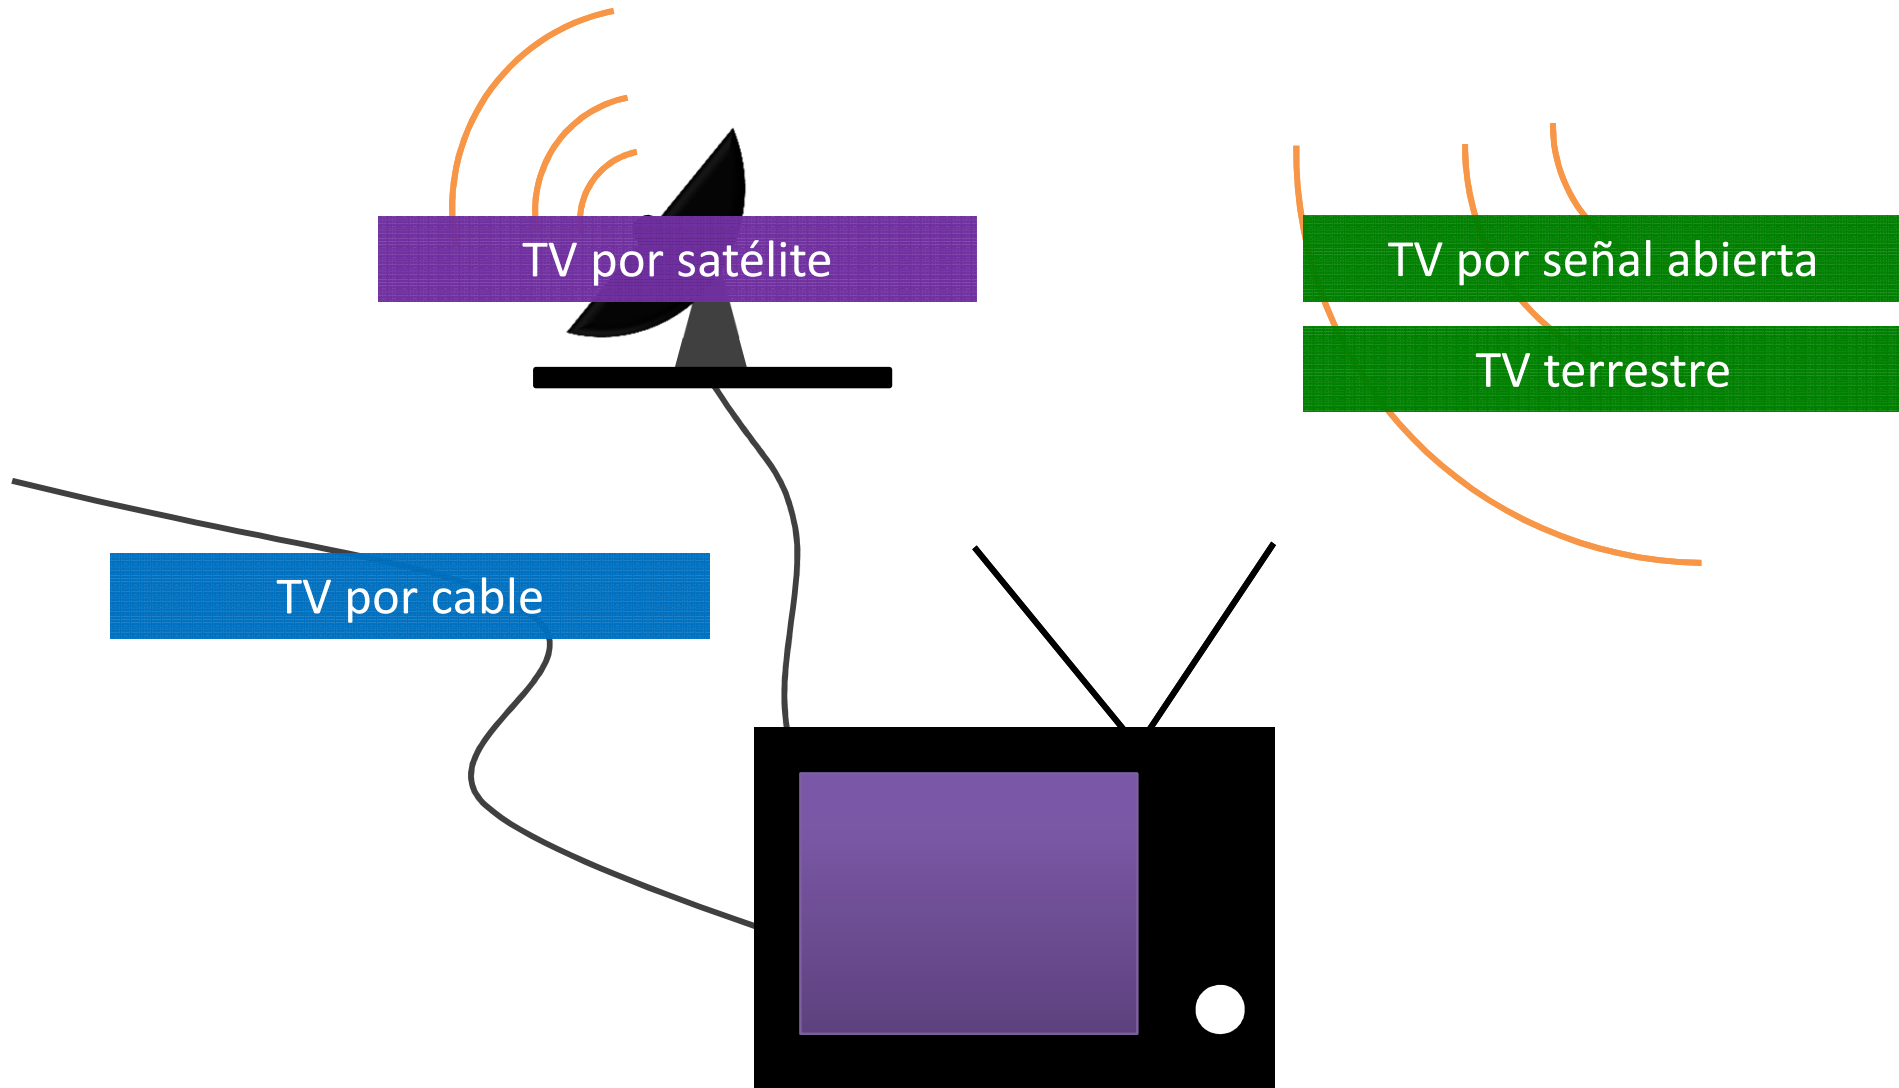 TV por satélite
TV por señal abierta
TV terrestre
TV por cable